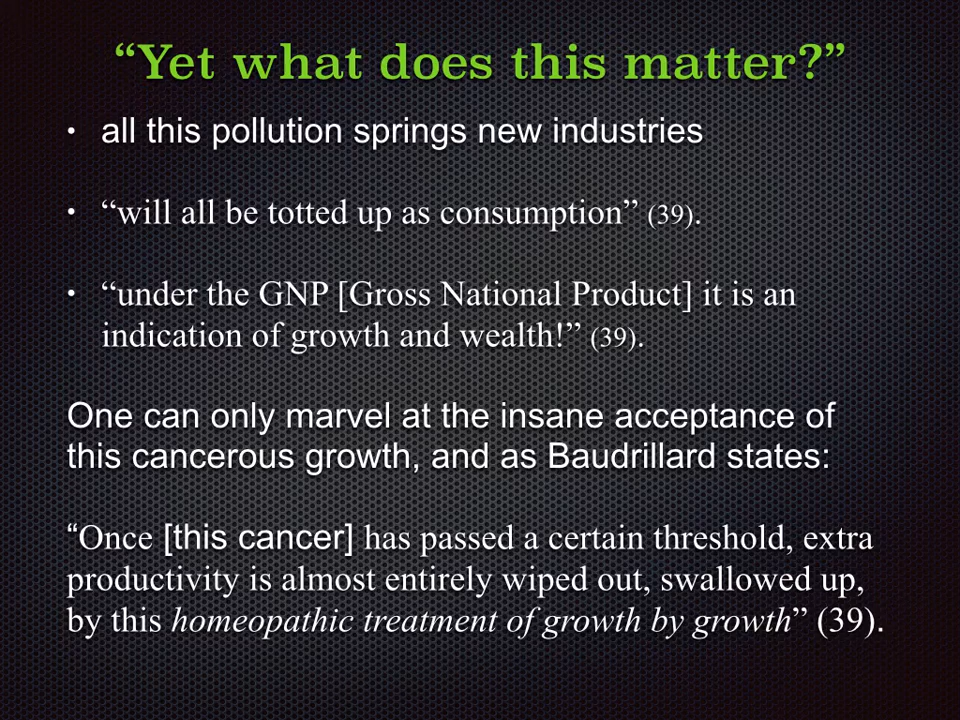 “Yet what does this matter?”
• all this pollution springs new industries
• “will all be totted up as consumption” (39).
• “under the GNP [Gross National Product] it is an
indication of growth and wealth!” (39).
One can only marvel at the insane acceptance of
this cancerous growth, and as Baudrillard states:
“Once [this cancer] has passed a certain threshold, extra
productivity is almost entirely wiped out, swallowed up,
by this homeopathic treatment of growth by growth” (39).